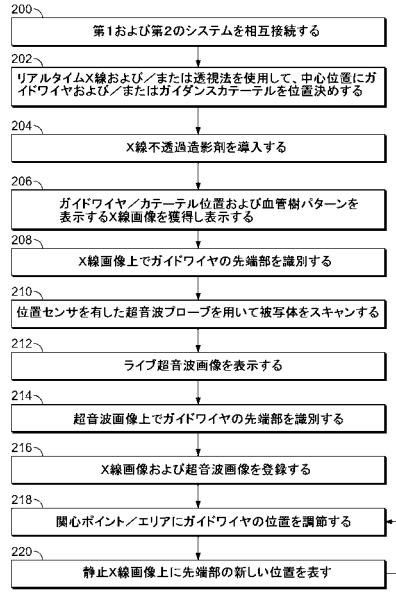 200
第1および第2のシステムを相互接続する
202
リアルタイムX線および/または透視法を使用して、中心位置にガ
イドワイヤおよび/またはガイダンスカテーテルを位置決めする
204
X線不透過造影剤を導入する
206
ガイドワイヤ/カテーテル位置および血管樹パターンを
表示するX線画像を獲得し表示する
208
X線画像上でガイドワイヤの先端部を識別する
210
位置センサを有した超音波プローブを用いて被写体をスキャンする
212
ライブ超音波画像を表示する
214
超音波画像上でガイドワイヤの先端部を識別する
216
X線画像および超音波画像を登録する
218
関心ポイント/エリアにガイドワイヤの位置を調節する
220
静止X線画像上に先端部の新しい位置を表す